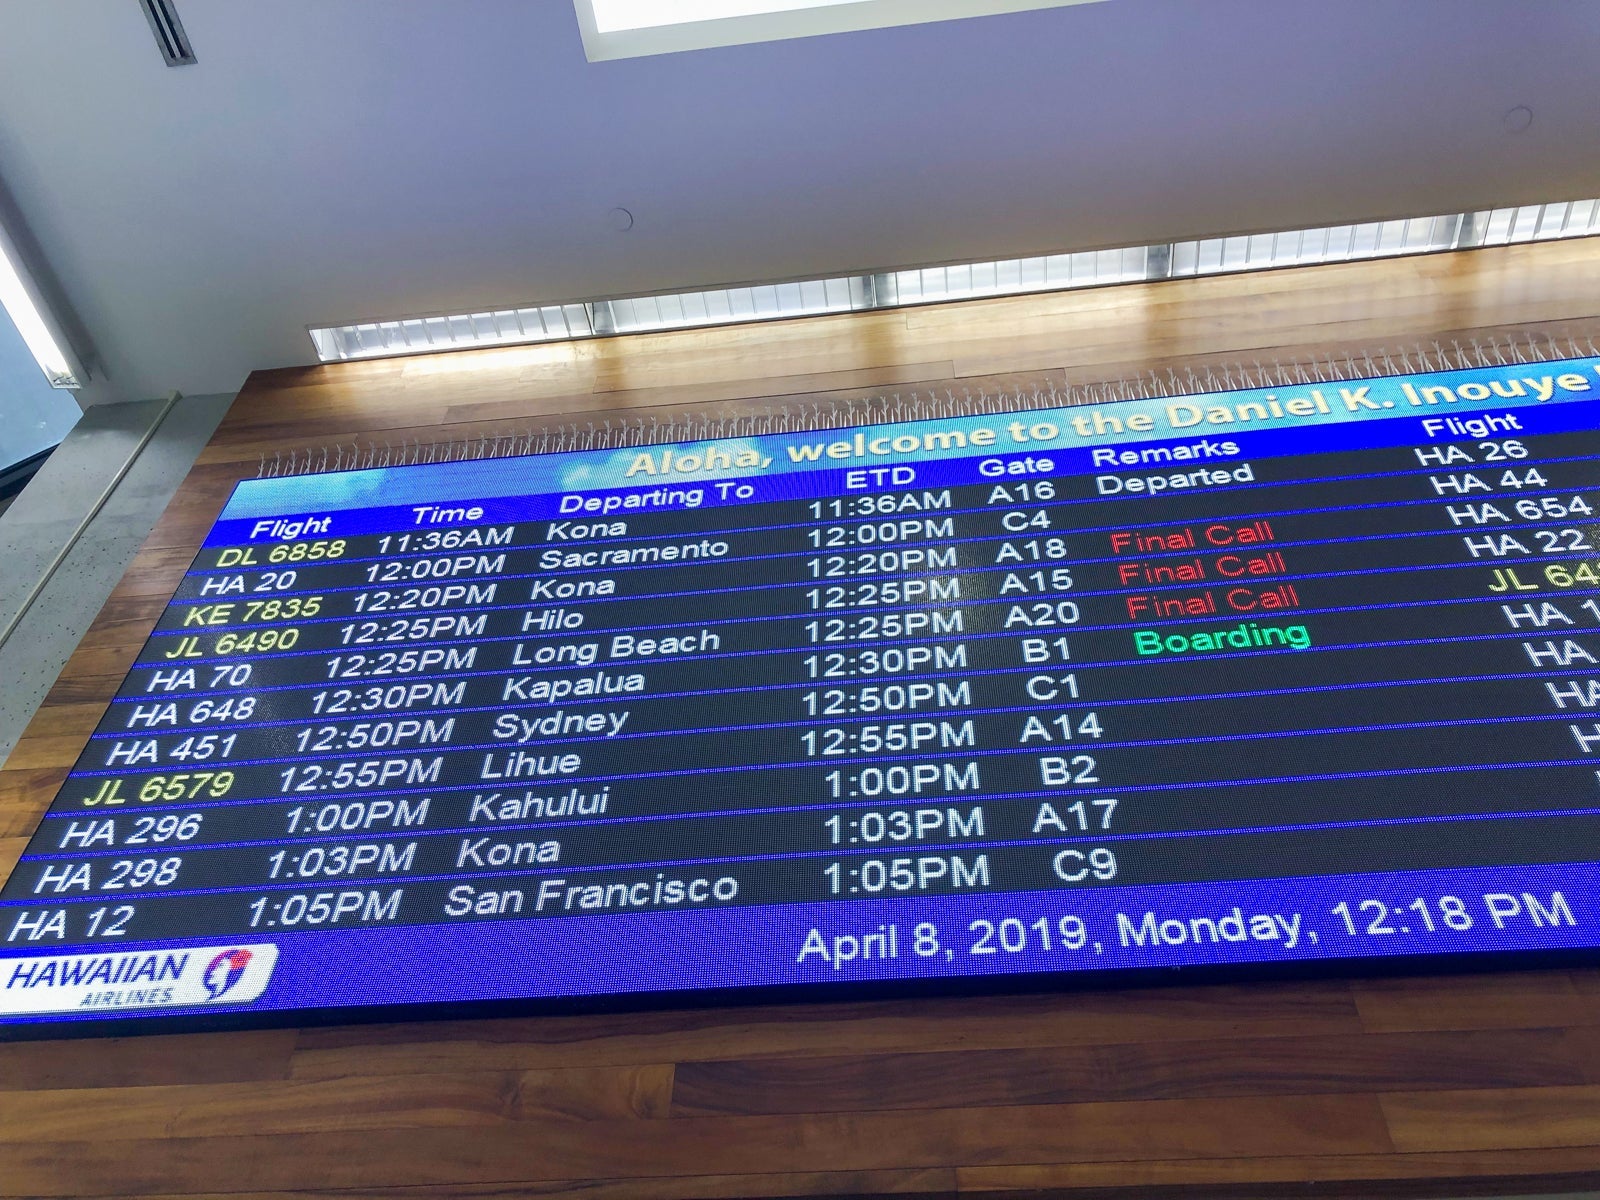 Aloha, welcome to the Daniel K. Inouye
Flight Time Departing To ETD Gate Remarks Flight
DL 6858 11:36AM Kona 11:36AM A16 Departed HA 26
HA 20 12:00PM Sacramento 12:00PM C4 HA 44
KE 7835 12:20PM Kona 12:20PM A18 Final Call HA 654
JL 6490 12:25PM Hilo 12:25PM A15 Final Call HA 22
HA 70 12:25PM Long Beach 12:25PM A20 Final Call JL
HA 648 12:30PM Kapalua 12:30PM B1 Boarding HA
HA 451 12:50PM Sydney 12:50PM C1 HA
JL 6579 12:55PM Lihue 12:55PM A14 HA
HA 296 1:00PM Kahului 1:00PM B2
HA 298 1:03PM Kona 1:03PM A17
HA 12 1:05PM San Francisco 1:05PM C9
HAWAIIAN
AIRLINES
April 8, 2019, Monday, 12:18 PM